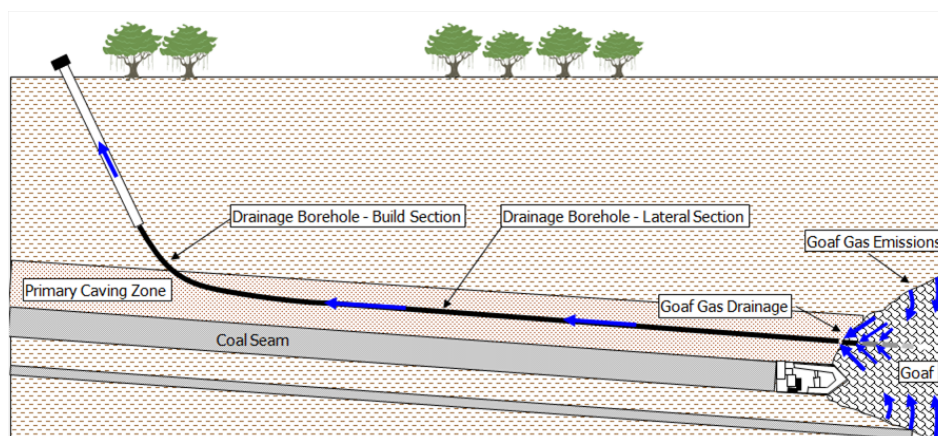 Drainage Borehole - Build Section
Drainage Borehole - Lateral Section
Goaf Gas Emissions
Primary Caving Zone
Goaf Gas Drainage
Coal Seam
Goaf